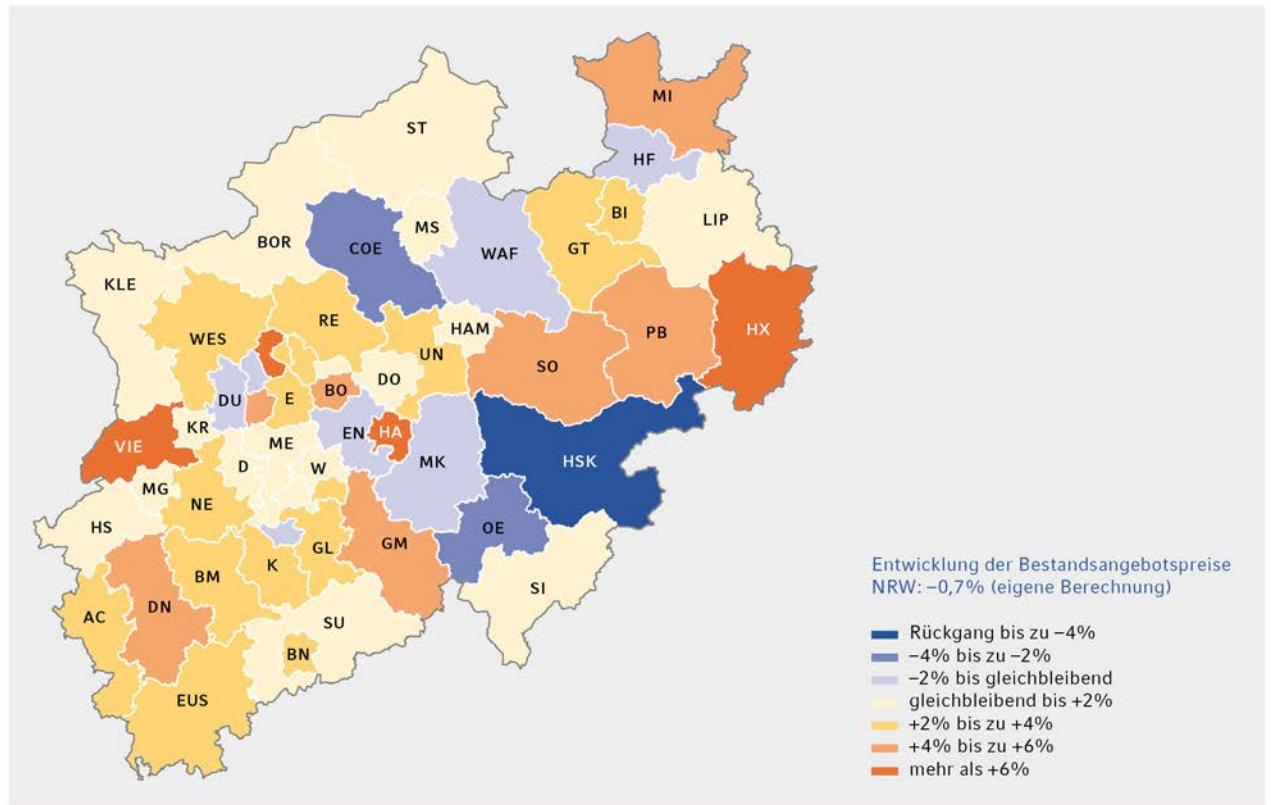 MI
ST
HF
BI
LIP
MS
BOR
COE
WAF
GT
KLE
RE
HAM
PB
HX
WES
UN
SO
DO
BO
E
DU
KR
HA
EN
VIE
ME
D
W
MK
HSK
MG
NE
HS
OE
GM
GL
K
BM
SI
DN
AC
SU
BN
EUS
Entwicklung der Bestandsangebotspreise
NRW: –0,7% (eigene Berechnung)
Rückgang bis zu –4%
–4% bis zu –2%
–2% bis gleichbleibend
gleichbleibend bis +2%
+2% bis zu +4%
+4% bis zu +6%
mehr als +6%